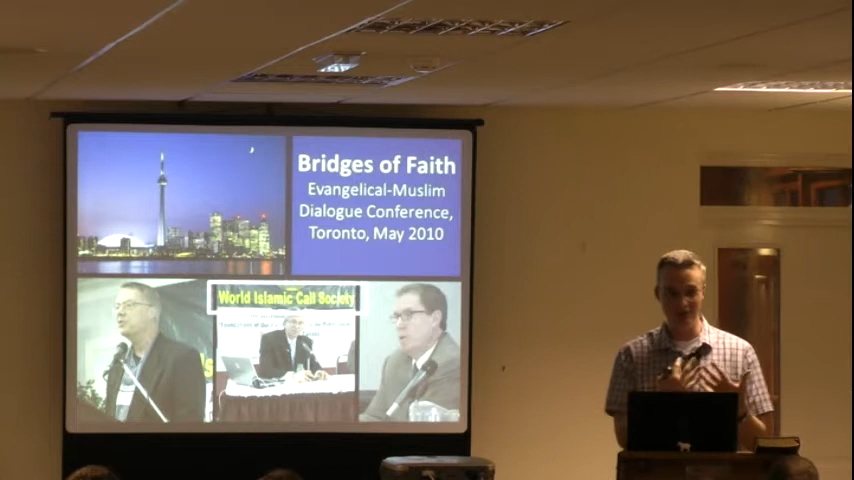 Bridges of Faith
Evangelical-Muslim
Dialogue Conference,
Toronto, May 2010
World Islamic Call Society